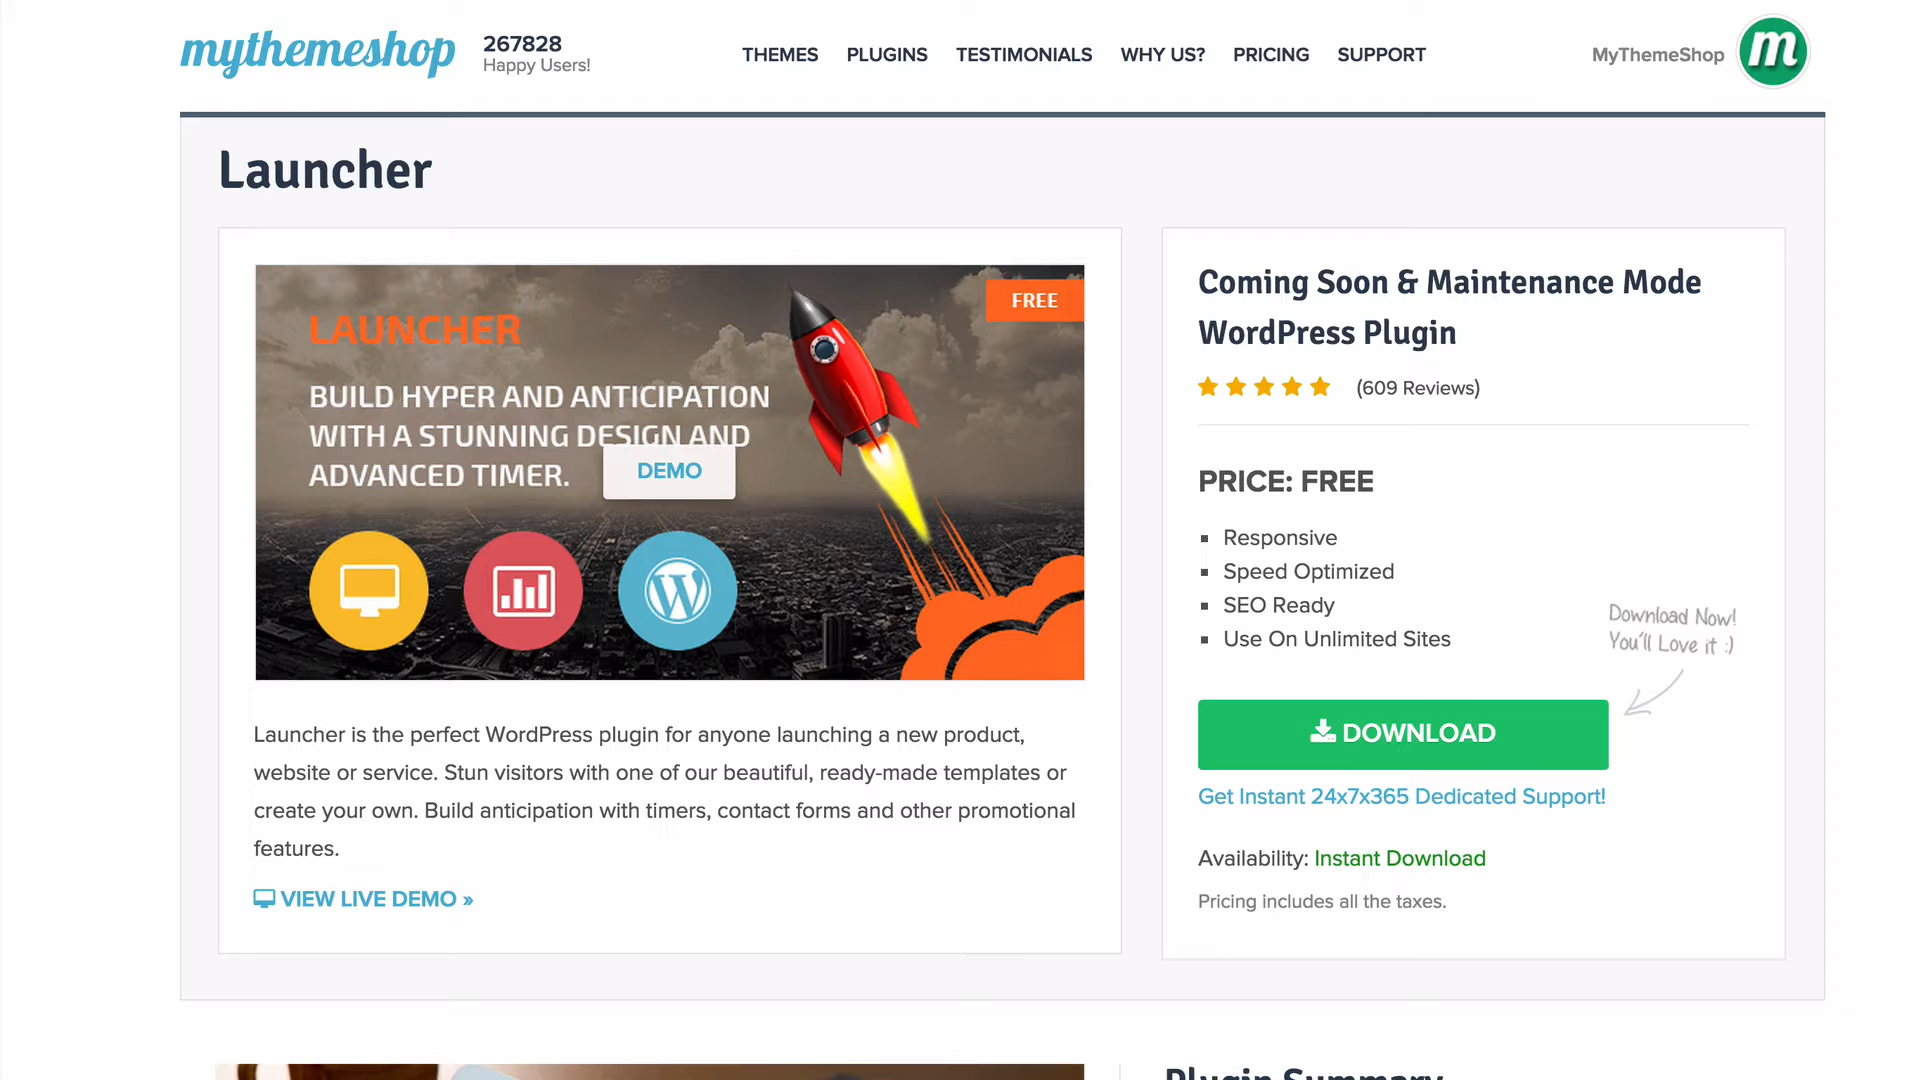 mythemeshop
267828
Happy Users!
THEMES
PLUGINS
TESTIMONIALS
WHY US?
PRICING
SUPPORT
MyThemeShop
m
Launcher
LAUNCHER
FREE
BUILD HYPER AND ANTICIPATION
WITH A STUNNING DESIGN AND
ADVANCED TIMER.
DEMO
Launcher is the perfect WordPress plugin for anyone launching a new product,
website or service. Stun visitors with one of our beautiful, ready-made templates or
create your own. Build anticipation with timers, contact forms and other promotional
features.
VIEW LIVE DEMO »
Coming Soon & Maintenance Mode
WordPress Plugin
(609 Reviews)
PRICE: FREE
Responsive
Speed Optimized
SEO Ready
Use On Unlimited Sites
Download Now!
You'll Love it :)
DOWNLOAD
Get Instant 24x7x365 Dedicated Support!
Availability: Instant Download
Pricing includes all the taxes.
Plugin Summary